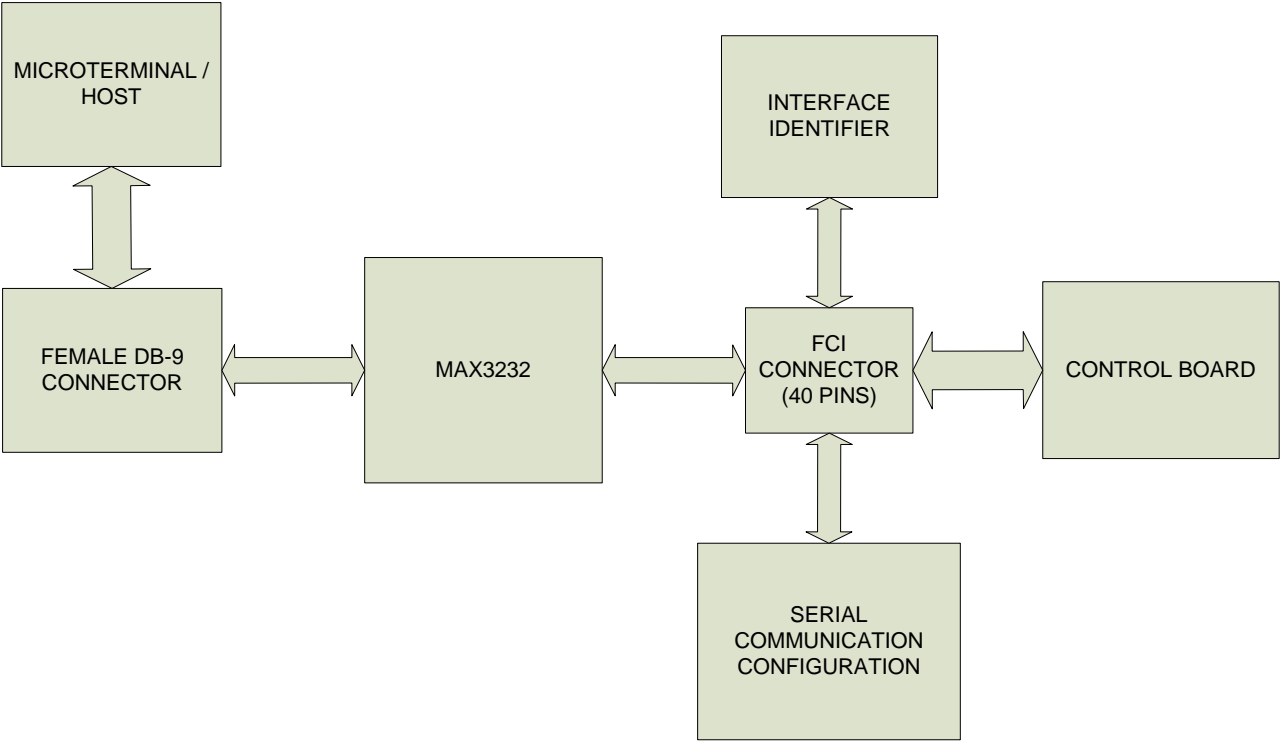 MICROTERMINAL /
HOST
INTERFACE
IDENTIFIER
FEMALE DB-9
CONNECTOR
MAX3232
FCI
CONNECTOR
(40 PINS)
CONTROL BOARD
SERIAL
COMMUNICATION
CONFIGURATION